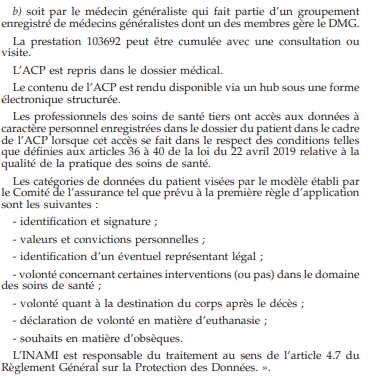 b) soit par le médecin généraliste qui fait partie d'un groupement
enregistré de médecins généralistes dont un des membres gère le DMG.
La prestation 103692 peut être cumulée avec une consultation ou
visite.
L'ACP est repris dans le dossier médical.
Le contenu de l'ACP est rendu disponible via un hub sous une forme
électronique structurée.
Les professionnels des soins de santé tiers ont accès aux données à
caractère personnel enregistrées dans le dossier du patient dans le cadre
de l'ACP lorsque cet accès se fait dans le respect des conditions telles
que définies aux articles 36 à 40 de la loi du 22 avril 2019 relative à la
qualité de la pratique des soins de santé.
Les catégories de données du patient visées par le modèle établi par
le Comité de l'assurance tel que prévu à la première règle d'application
sont les suivantes :
- identification et signature ;
- valeurs et convictions personnelles ;
- identification d'un éventuel représentant légal ;
- volonté concernant certaines interventions (ou pas) dans le domaine
des soins de santé ;
- volonté quant à la destination du corps après le décès ;
- déclaration de volonté en matière d'euthanasie ;
- souhaits en matière d'obsèques.
L'INAMI est responsable du traitement au sens de l'article 4.7 du
Règlement Général sur la Protection des Données. ».